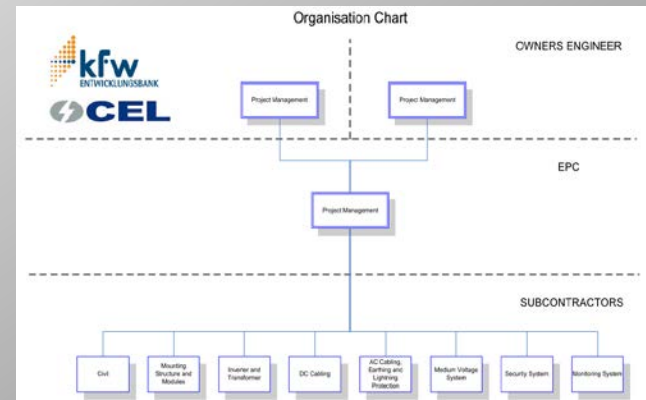 Organisation Chart
kfw
ENTWICKLUNGSBANK
CEL
OWNERS ENGINEER
Project Management
Project Management
EPC
Project Management
SUBCONTRACTORS
Civil
Mounting
Structure and
Modules
Inverter and
Transformer
DC Cabling
AC Cabling,
Earthing and
Lightning
Protection
Medium Voltage
System
Security System
Monitoring System